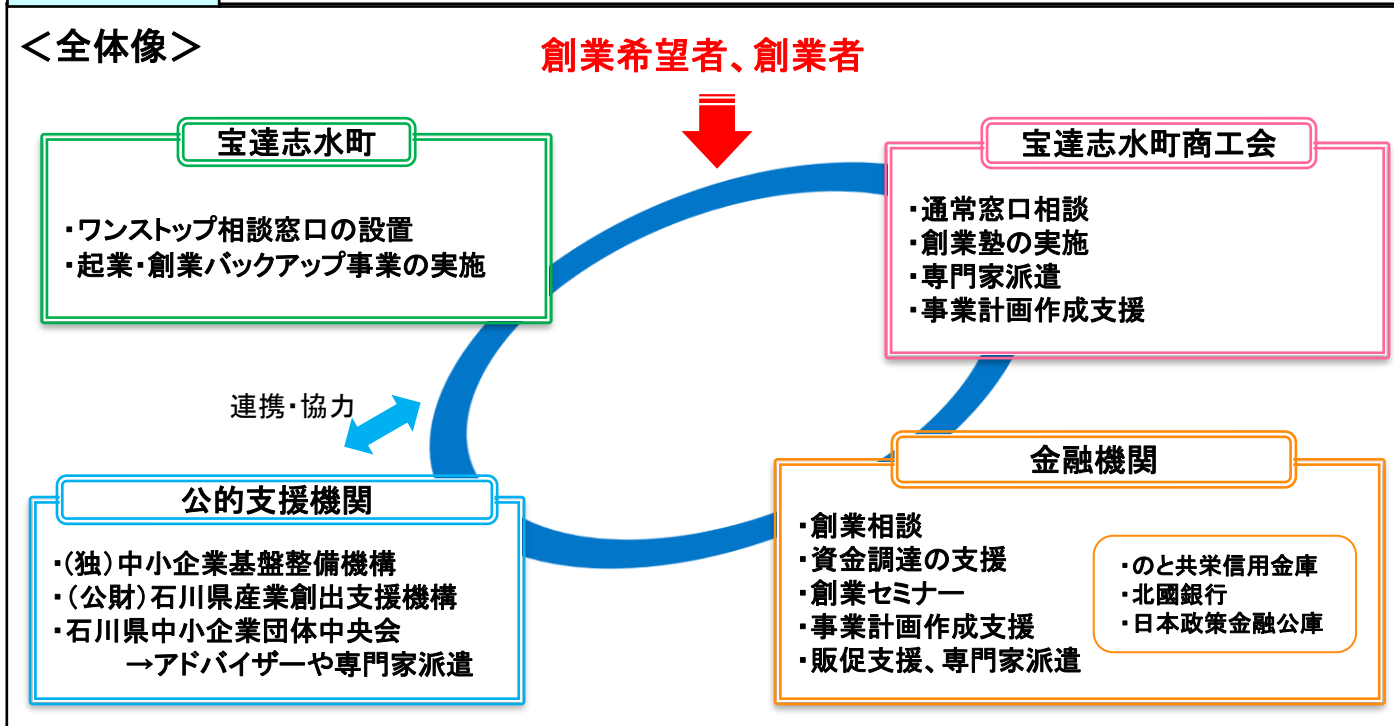 <全体像>
創業希望者、創業者
宝達志水町
・ワンストップ相談窓口の設置
・起業・創業バックアップ事業の実施
宝達志水町商工会
・通常窓口相談
・創業塾の実施
・専門家派遣
・事業計画作成支援
連携・協力
公的支援機関
・(独)中小企業基盤整備機構
・(公財)石川県産業創出支援機構
・石川県中小企業団体中央会
→アドバイザーや専門家派遣
金融機関
・創業相談
・資金調達の支援
・創業セミナー
・事業計画作成支援
・販促支援、専門家派遣
・のと共栄信用金庫
・北國銀行
・日本政策金融公庫